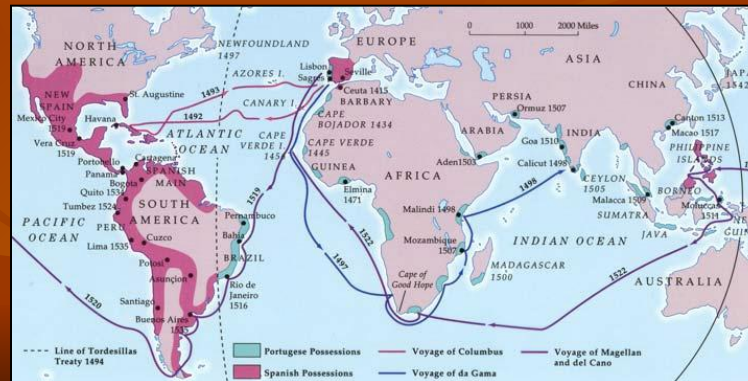 0 1000 2000 Miles
NORTH
AMERICA
NEWFOUNDLAND
1497
EUROPE
ASIA
JAPAN
1542
AZORES I.
Lisbon
Sagres
Seville
Ceuta 1415
BARBARY
CHINA
1493
St. Augustine
NEW
SPAIN
Mexico City
1519
Havana
1492
CANARY I.
CAPE
BOJADOR 1434
PERSIA
Ormuz 1507
Canton 1513
Macao 1517
Vera Cruz
1519
ATLANTIC
OCEAN
CAPE
VERDE I.
CAPE VERDE
1445
ARABIA
INDIA
Goa 1510
PHILIPPINE
ISLANDS
Portobello
Panama
Cartagena
SPANISH
MAIN
Bogota
GUINEA
Aden1503
Calicut 1498
CEYLON
1505
Quito 1534
Tumbez 1524
AFRICA
Elmina
1471
Malacca 1509
BORNEO
SUMATRA
Moluccas
1519
SOUTH
AMERICA
Pernambuco
Malindi 1498
1498
PACIFIC
OCEAN
PERU
Lima 1535
Cuzco
Bahia
BRAZIL
1522
Mozambique
1507
INDIAN OCEAN
JAVA
Potosi
Asunçion
Rio de
Janeiro
1516
1497
Cape of
Good Hope
MADAGASCAR
1500
1522
AUSTRALIA
1520
Santiago
Buenos Aires
1535
Line of Tordesillas
Treaty 1494
Portugese Possessions
Voyage of Columbus
Voyage of Magellan
and del Cano
Spanish Possessions
Voyage of da Gama